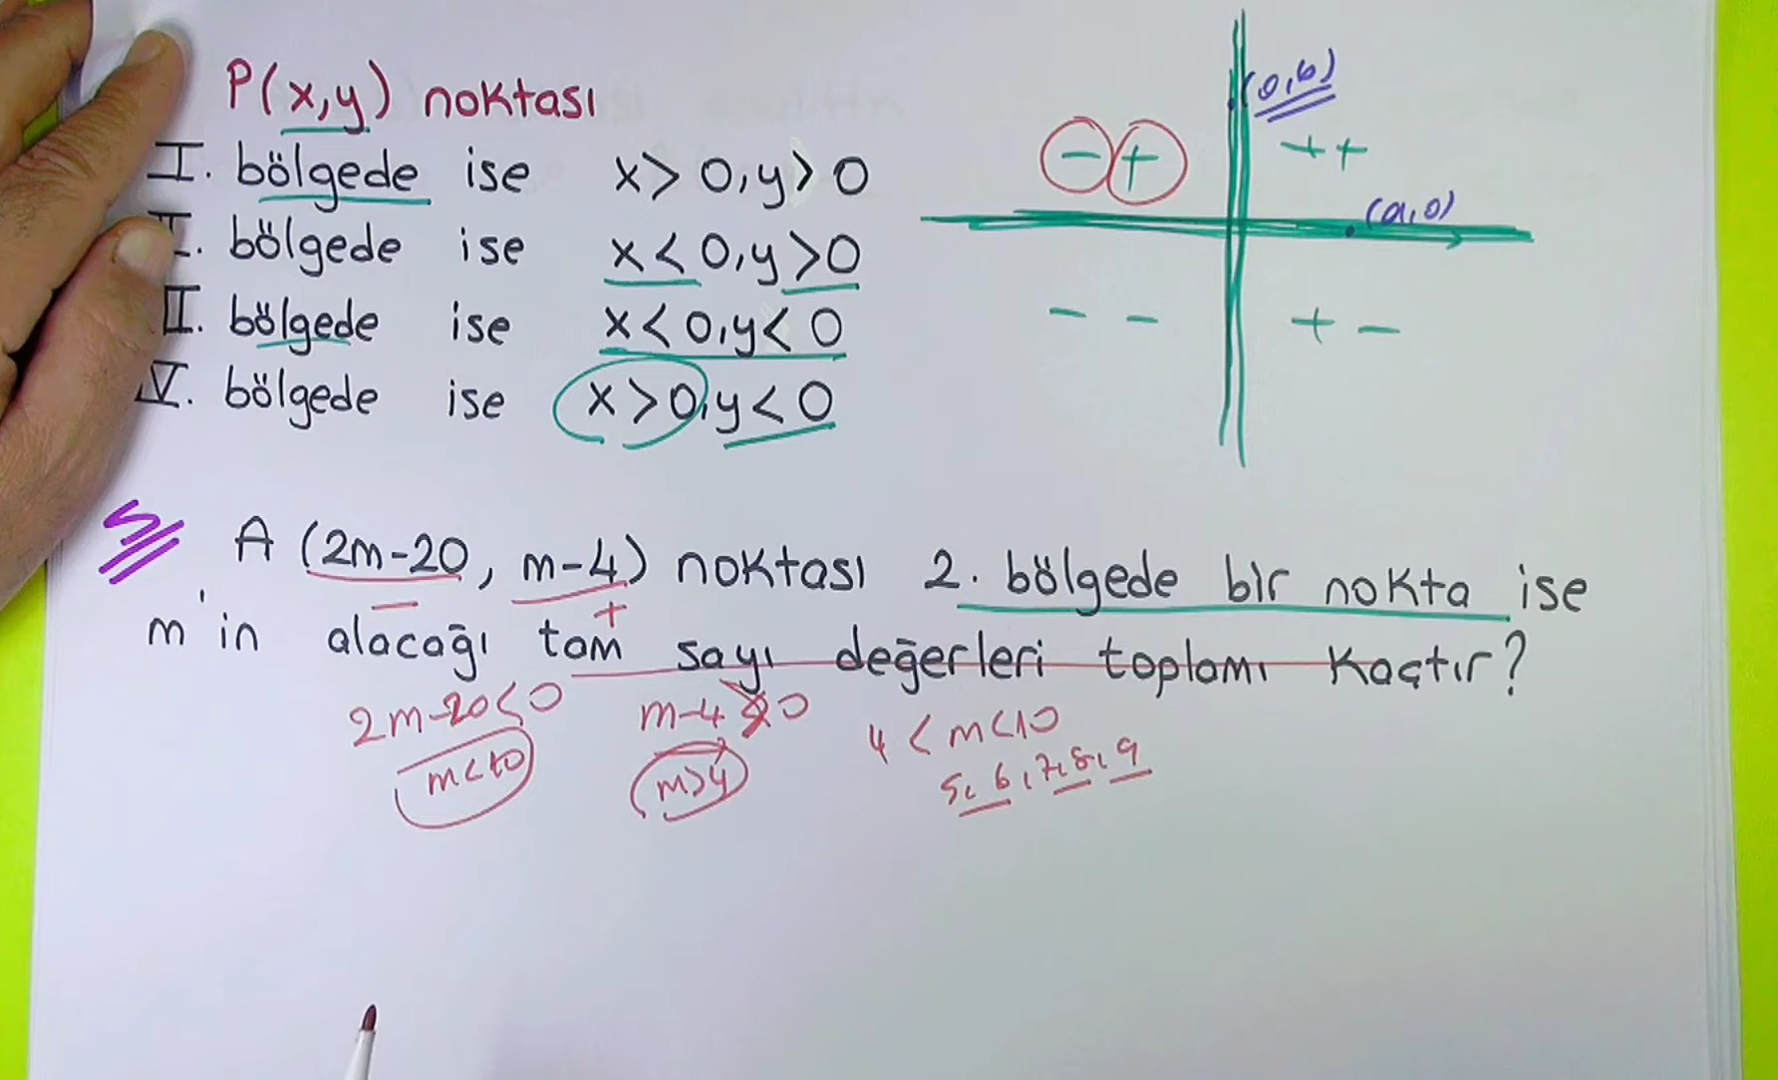 P(x,y) noktası
I. bölgede ise x>0,y>0
I. bölgede ise x<0,y>0
II. bölgede ise x<0,y<0
V. bölgede ise x>0,y<0
(0,b)
- + ++
(a,0)
- - + -
A (2m-20, m-4) noktası 2. bölgede bir nokta ise
- +
m'in alacağı tam sayı değerleri toplamı kaçtır?
2m-20<0 m-4>0 4<m<10
m<10 m>4 5,6,7,8,9